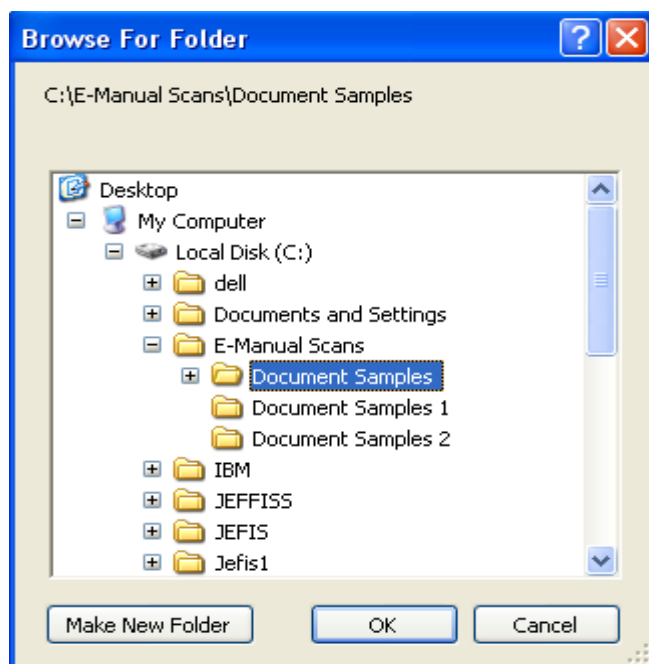 Browse For Folder
C:\E-Manual Scans\Document Samples
Desktop
My Computer
Local Disk (C:)
dell
Documents and Settings
E-Manual Scans
Document Samples
Document Samples 1
Document Samples 2
IBM
JEFFISS
JEFIS
Jefis1
Make New Folder OK Cancel